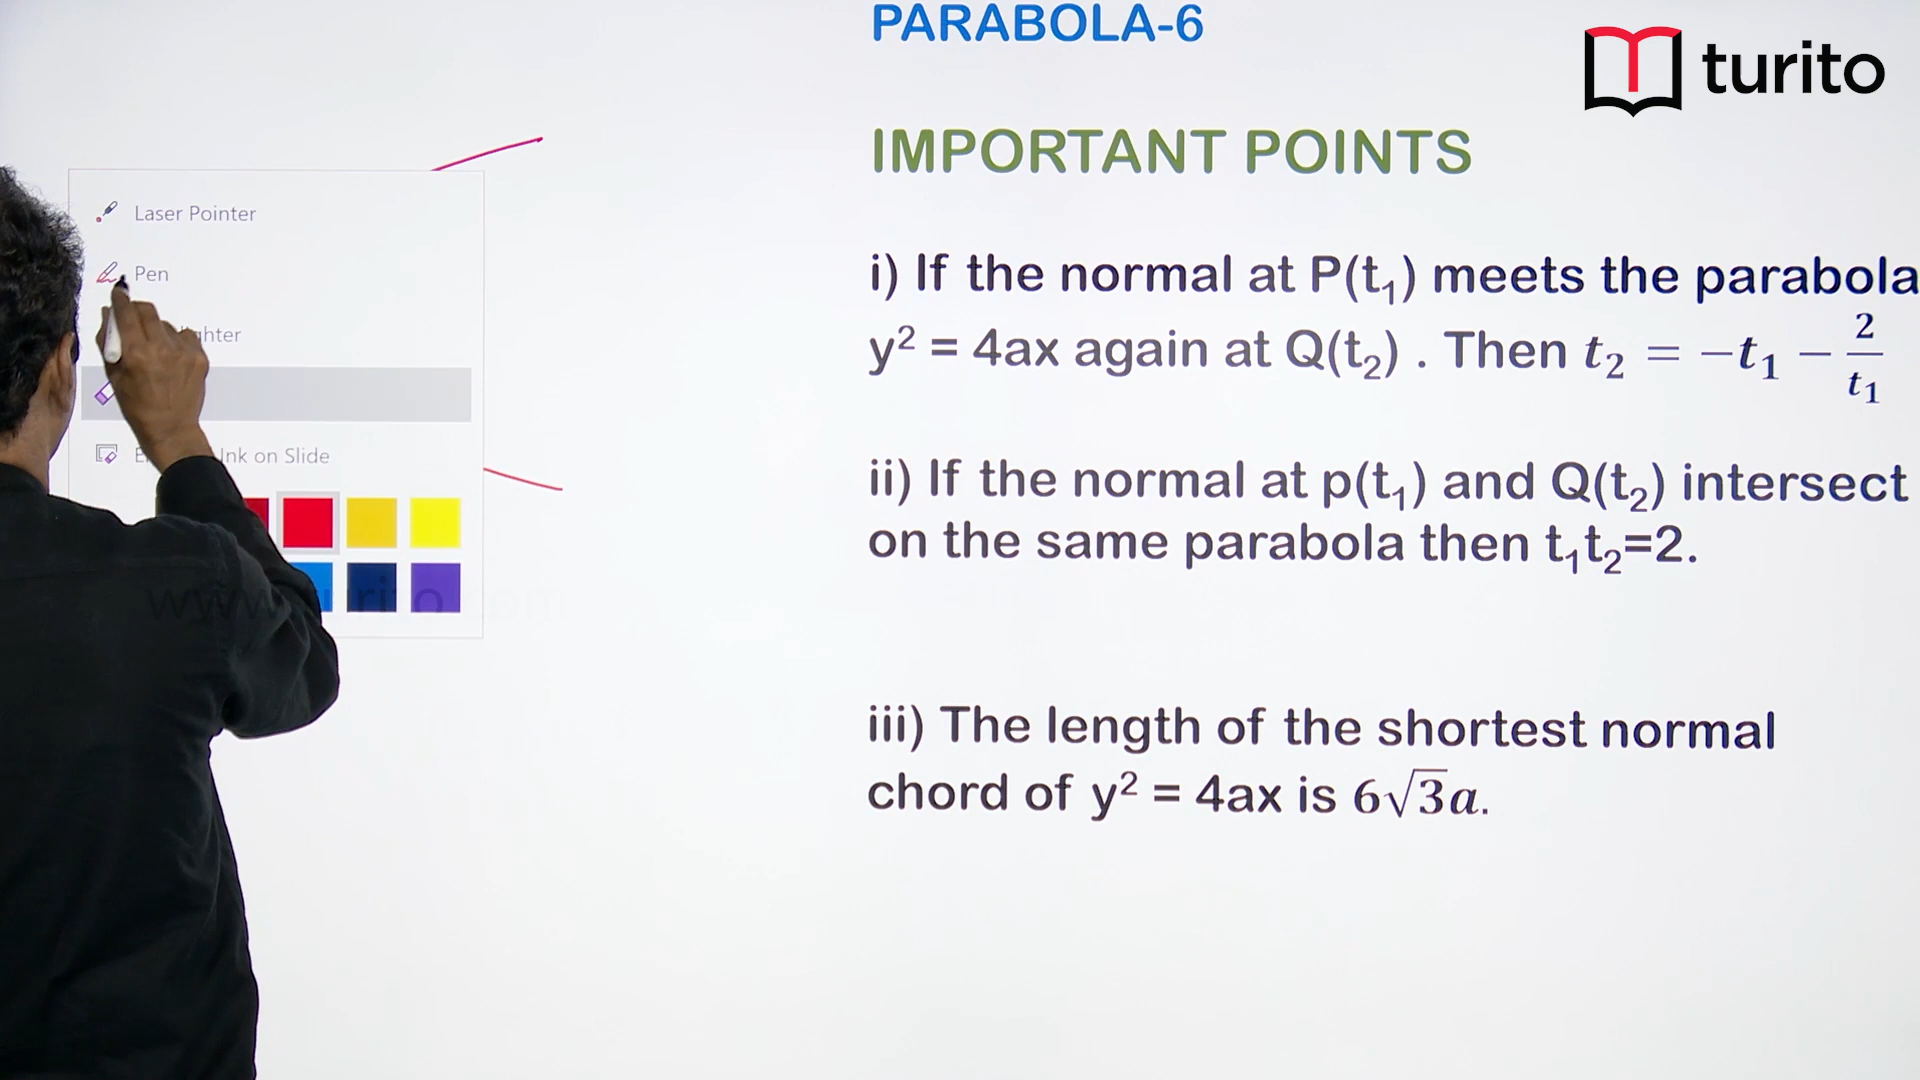 PARABOLA-6
turito
IMPORTANT POINTS
Laser Pointer
Pen
Ink on Slide
i) If the normal at P(t₁) meets the parabola
y² = 4ax again at Q(t₂) . Then t₂ = −t₁ − 2/t₁
ii) If the normal at p(t₁) and Q(t₂) intersect
on the same parabola then t₁t₂=2.
iii) The length of the shortest normal
chord of y² = 4ax is 6√3a.